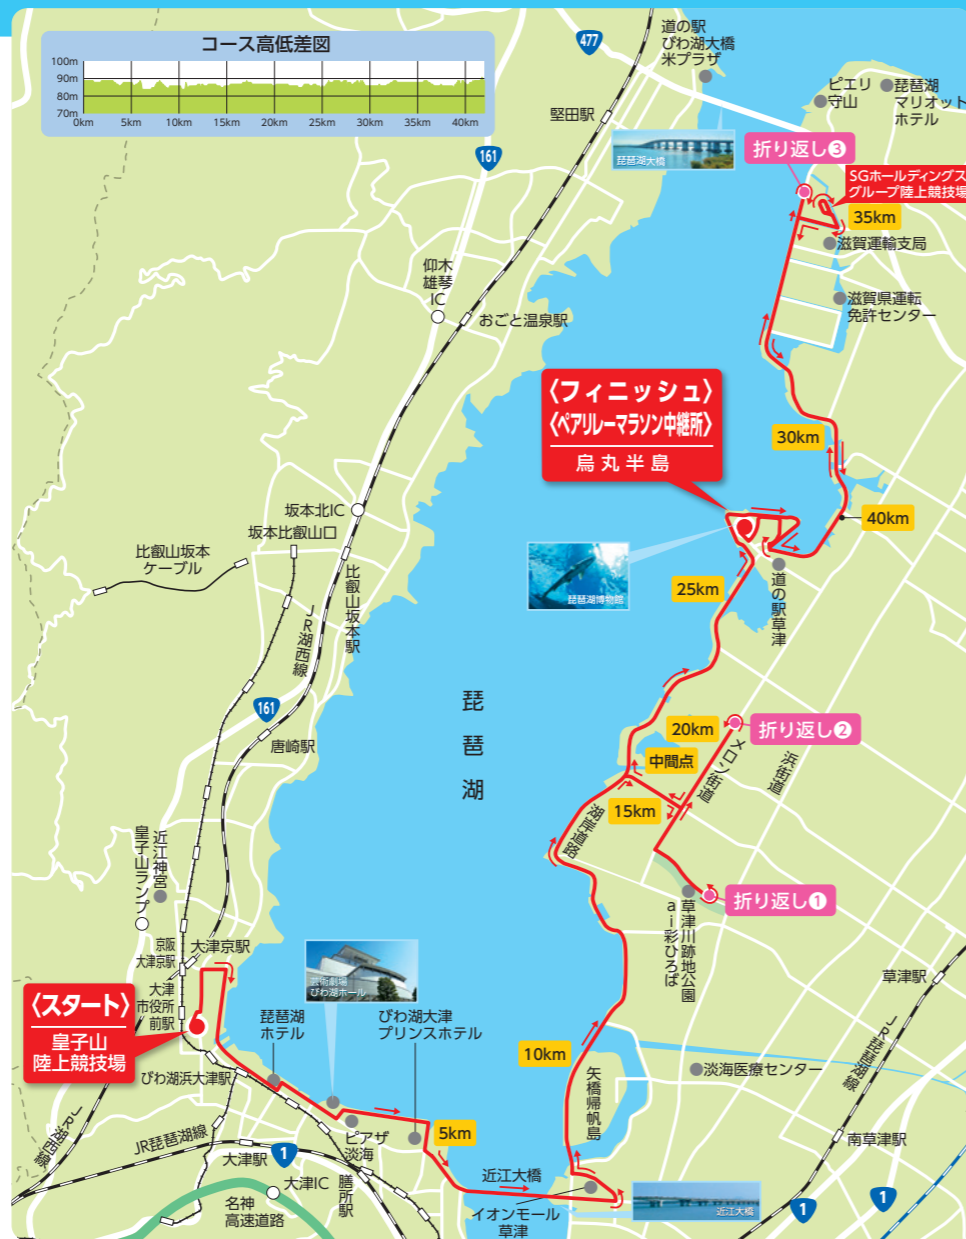 コース高低差図
100m
90m
80m
70m
0km 5km 10km 15km 20km 25km 30km 35km 40km
477
道の駅
びわ湖大橋
米プラザ
ピエリ
守山
琵琶湖
マリオット
ホテル
堅田駅
161
琵琶湖大橋
折り返し❸
SGホールディングス
グループ陸上競技場
35km
滋賀運輸支局
滋賀県運転
免許センター
仰木
雄琴
IC
おごと温泉駅
〈フィニッシュ〉
〈ペアリレーマラソン中継所〉
烏丸半島
30km
40km
坂本北IC
坂本比叡山口
比叡山坂本
ケーブル
比叡山坂本駅
JR湖西線
琵琶湖博物館
道の駅草津
25km
161
唐崎駅
琵琶湖
20km
折り返し❷
中間点
メロン街道
浜街道
15km
湖岸道路
折り返し❶
草津川跡地公園
ai彩ひろば
近江神宮
皇子山ランプ
京阪
大津京駅
大津京駅
大津
市役所
前駅
〈スタート〉
皇子山
陸上競技場
芸術劇場
びわ湖ホール
琵琶湖
ホテル
びわ湖大津
プリンスホテル
びわ湖浜大津駅
草津駅
JR琵琶湖線
10km
矢橋帰帆島
淡海医療センター
南草津駅
5km
ピアザ
淡海
JR湖西線
JR琵琶湖線
大津駅
1
大津IC
膳所駅
名神
高速道路
近江大橋
イオンモール
草津
近江大橋
1
1